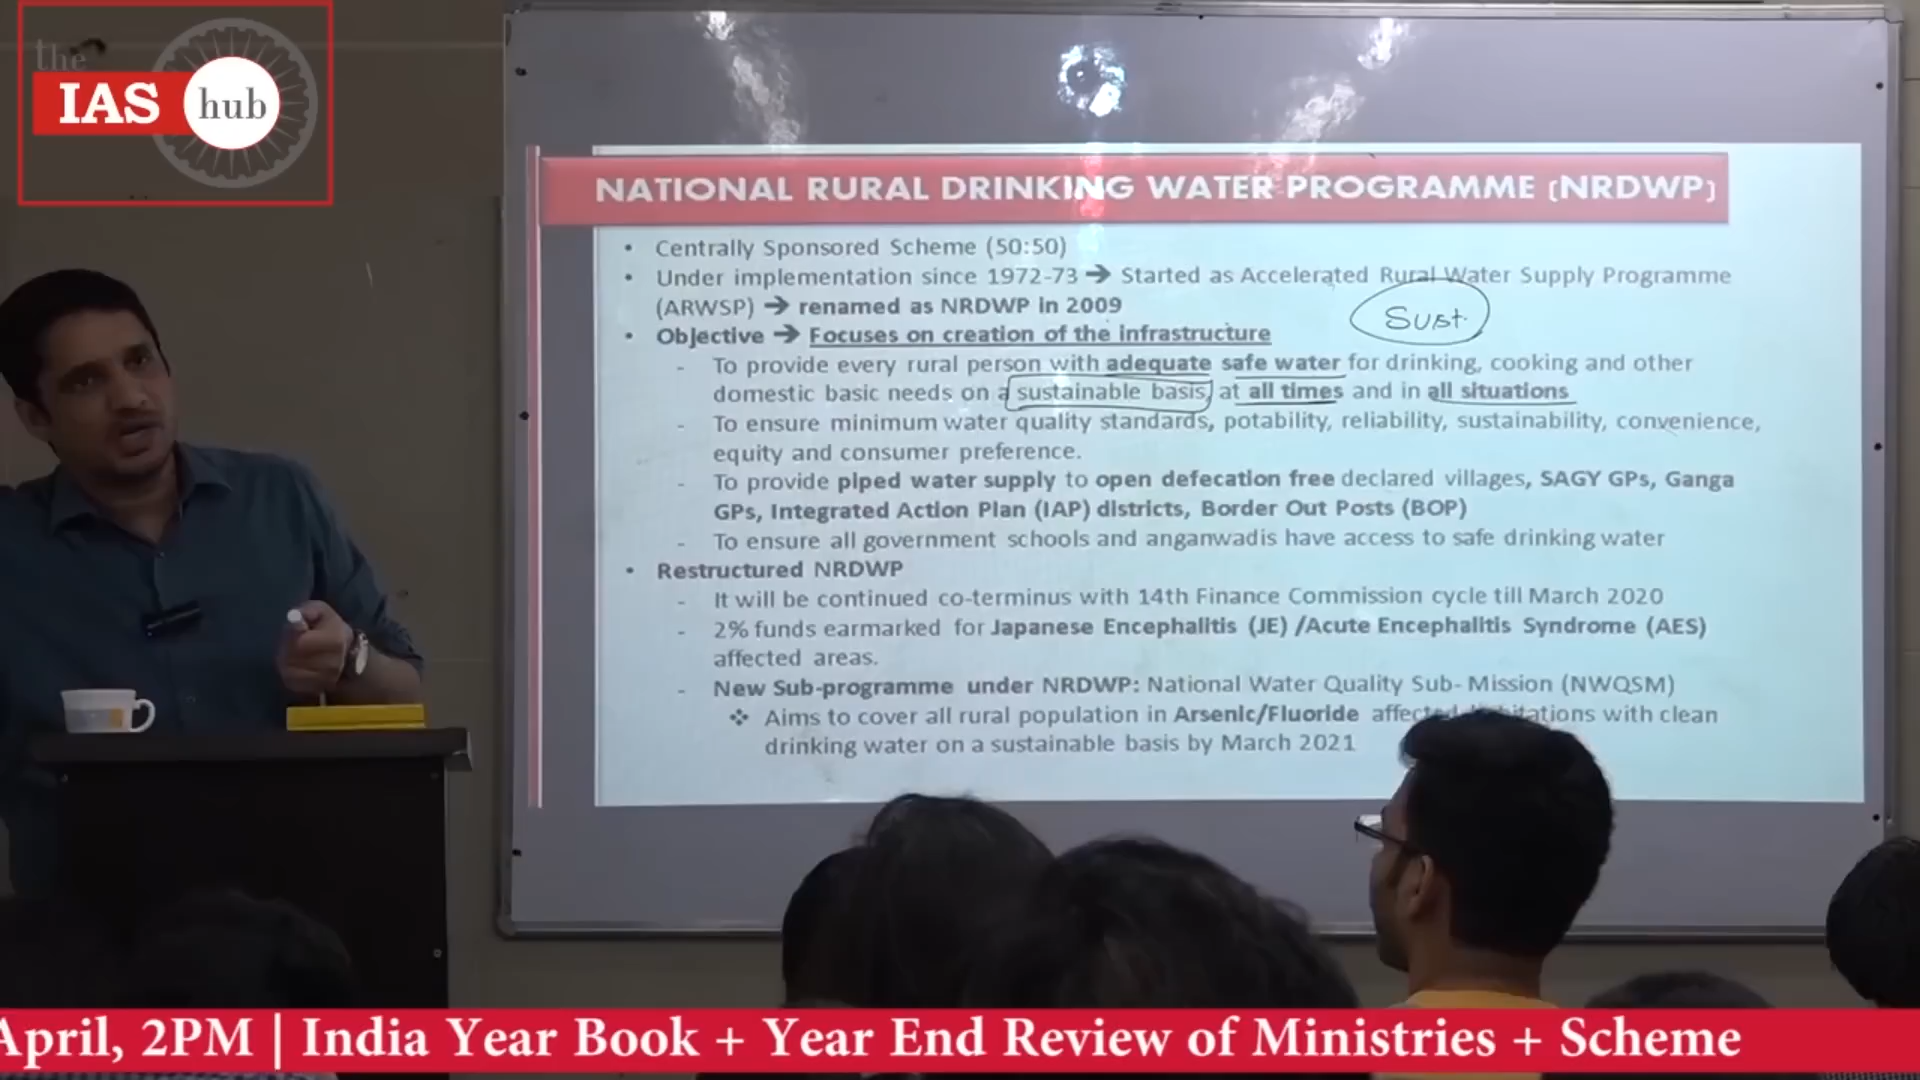 the
IAS hub
NATIONAL RURAL DRINKING WATER PROGRAMME (NRDWP)
• Centrally Sponsored Scheme (50:50)
• Under implementation since 1972-73 ➔ Started as Accelerated Rural Water Supply Programme
(ARWSP) ➔ renamed as NRDWP in 2009
Sust.
• Objective ➔ Focuses on creation of the infrastructure
- To provide every rural person with adequate safe water for drinking, cooking and other
domestic basic needs on a sustainable basis, at all times and in all situations
- To ensure minimum water quality standards, potability, reliability, sustainability, convenience,
equity and consumer preference.
- To provide piped water supply to open defecation free declared villages, SAGY GPs, Ganga
GPs, Integrated Action Plan (IAP) districts, Border Out Posts (BOP)
- To ensure all government schools and anganwadis have access to safe drinking water
• Restructured NRDWP
- It will be continued co-terminus with 14th Finance Commission cycle till March 2020
- 2% funds earmarked for Japanese Encephalitis (JE) /Acute Encephalitis Syndrome (AES)
affected areas.
- New Sub-programme under NRDWP: National Water Quality Sub- Mission (NWQSM)
❖ Aims to cover all rural population in Arsenic/Fluoride with clean
drinking water on a sustainable basis by March 2021
April, 2PM | India Year Book + Year End Review of Ministries + Scheme